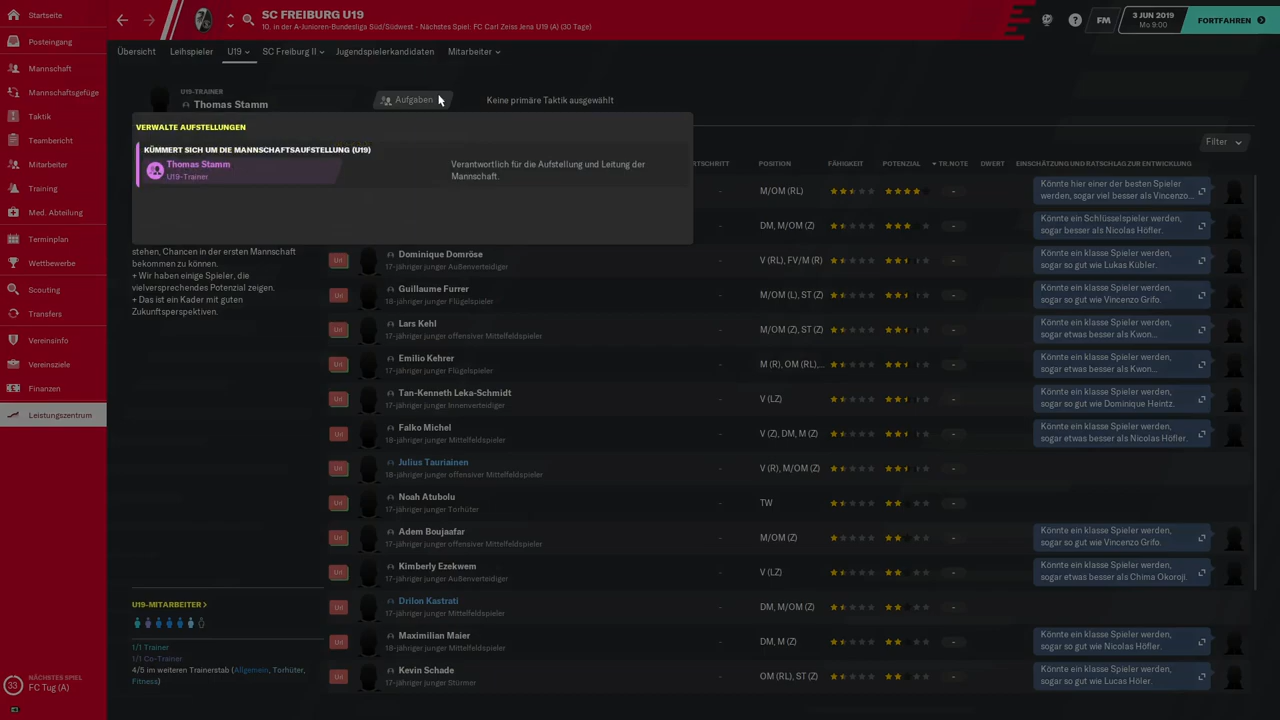 Startseite
Posteingang
Mannschaft
Mannschaftsgefüge
Taktik
Teambericht
Mitarbeiter
Training
Med. Abteilung
Terminplan
Wettbewerbe
Scouting
Transfers
Vereinsinfo
Vereinsziele
Finanzen
Leistungszentrum
NÄCHSTES SPIEL
33 FC Tug (A)
SC FREIBURG U19
10. in der A-Junioren-Bundesliga Süd/Südwest - Nächstes Spiel: FC Carl Zeiss Jena U19 (A) (30 Tage)
? FM
3 JUN 2019
Mo 9:00
FORTFAHREN
Übersicht Leihspieler U19 SC Freiburg II Jugendspielerkandidaten Mitarbeiter
U19-TRAINER
Thomas Stamm
Aufgaben
Keine primäre Taktik ausgewählt
VERWALTE AUFSTELLUNGEN
KÜMMERT SICH UM DIE MANNSCHAFTSAUFSTELLUNG (U19)
Thomas Stamm
U19-Trainer
Verantwortlich für die Aufstellung und Leitung der
Mannschaft.
Filter
POSITION FÄHIGKEIT POTENZIAL TR.NOTE DWERT EINSCHÄTZUNG UND RATSCHLAG ZUR ENTWICKLUNG
- M/OM (RL) -
Könnte hier einer der besten Spieler
werden, sogar viel besser als Vincenzo...
- DM, M/OM (Z) -
Könnte ein Schlüsselspieler werden,
sogar besser als Nicolas Höfler.
stehen, Chancen in der ersten Mannschaft
bekommen zu können.
+ Wir haben einige Spieler, die
vielversprechendes Potenzial zeigen.
+ Das ist ein Kader mit guten
Zukunftsperspektiven.
Url Dominique Domröse - V (RL), FV/M (R) -
17-jähriger junger Außenverteidiger
Könnte ein klasse Spieler werden,
sogar so gut wie Lukas Kübler.
Url Guillaume Furrer - M/OM (L), ST (Z) -
18-jähriger junger Flügelspieler
Könnte ein klasse Spieler werden,
sogar so gut wie Vincenzo Grifo.
Url Lars Kehl - M/OM (Z), ST (Z) -
17-jähriger junger offensiver Mittelfeldspieler
Könnte ein klasse Spieler werden,
sogar etwas besser als Kwon...
Url Emilio Kehrer - M (R), OM (RL),... -
17-jähriger junger Flügelspieler
Könnte ein klasse Spieler werden,
sogar etwas besser als Kwon...
Url Tan-Kenneth Leka-Schmidt - V (LZ) -
17-jähriger junger Innenverteidiger
Könnte ein klasse Spieler werden,
sogar so gut wie Dominique Heintz.
Url Falko Michel - V (Z), DM, M (Z) -
18-jähriger junger Mittelfeldspieler
Könnte ein klasse Spieler werden,
sogar etwas besser als Nicolas Höfler.
Url Julius Tauriainen - V (R), M/OM (Z) -
18-jähriger junger offensiver Mittelfeldspieler
Url Noah Atubolu - TW -
17-jähriger junger Torhüter
Url Adem Boujaafar - M/OM (Z) -
17-jähriger junger offensiver Mittelfeldspieler
Könnte ein klasse Spieler werden,
sogar so gut wie Vincenzo Grifo.
Url Kimberly Ezekwem - V (LZ) -
17-jähriger junger Außenverteidiger
Könnte ein klasse Spieler werden,
sogar etwas besser als Chima Okoroji.
Url Drilon Kastrati - DM, M/OM (Z) -
17-jähriger junger Mittelfeldspieler
Url Maximilian Maier - DM, M (Z) -
18-jähriger junger Mittelfeldspieler
Könnte ein klasse Spieler werden,
sogar so gut wie Nicolas Höfler.
Url Kevin Schade - OM (RL), ST (Z) -
17-jähriger junger Stürmer
Könnte ein klasse Spieler werden,
sogar so gut wie Lucas Höler.
U19-MITARBEITER >
1/1 Trainer
1/1 Co-Trainer
4/5 im weiteren Trainerstab (Allgemein, Torhüter,
Fitness)